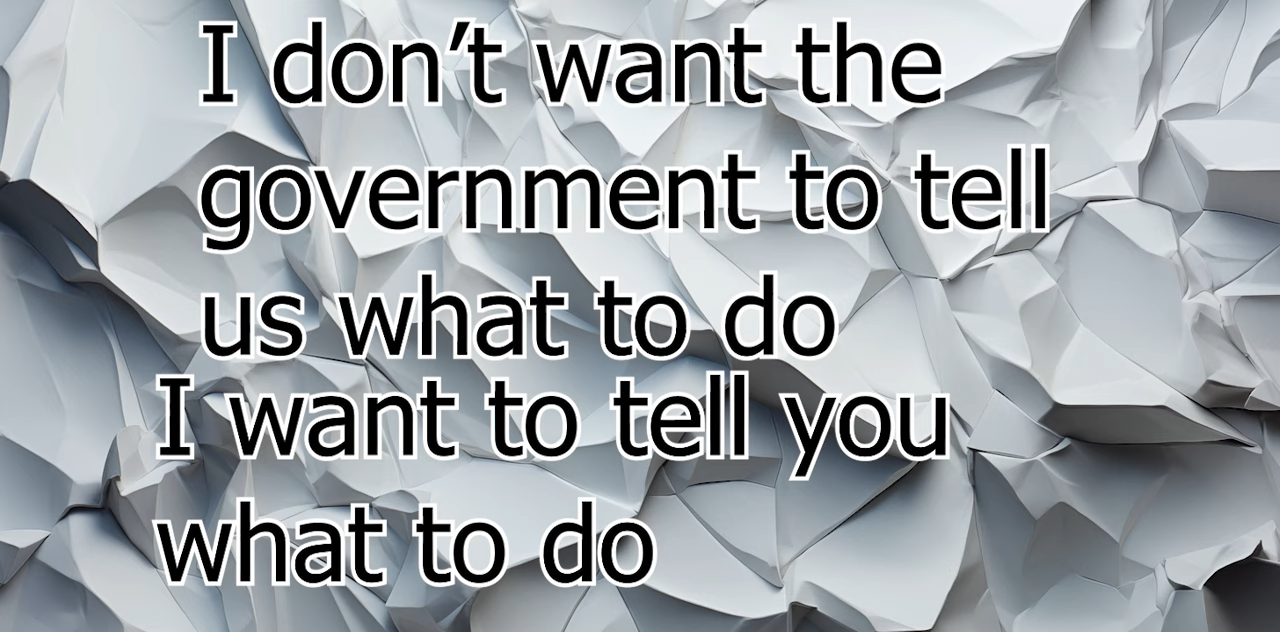 I don’t want the
government to tell
us what to do
I want to tell you
what to do